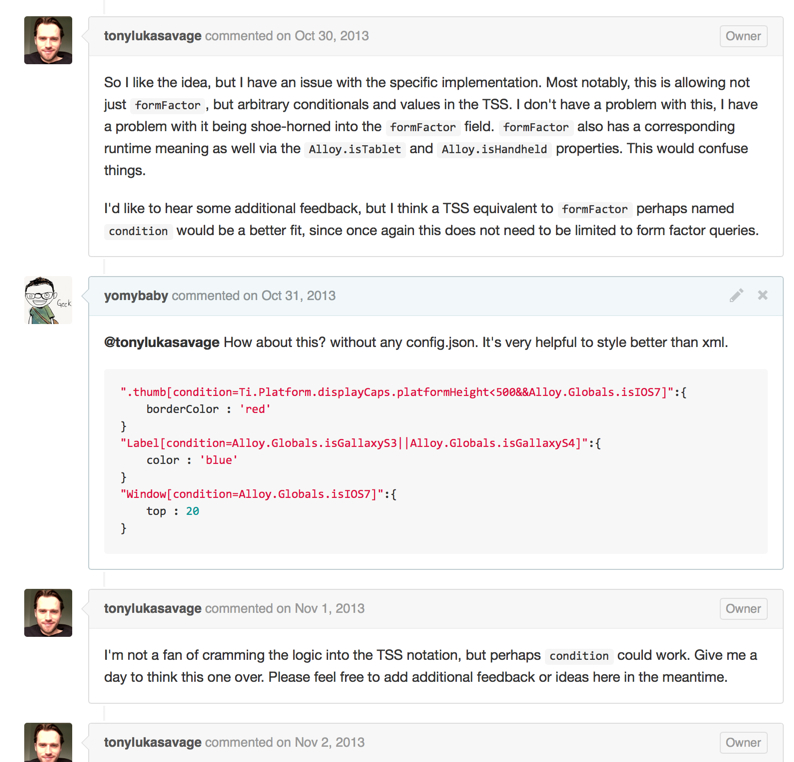 tonylukasavage commented on Oct 30, 2013 Owner
So I like the idea, but I have an issue with the specific implementation. Most notably, this is allowing not
just formFactor, but arbitrary conditionals and values in the TSS. I don't have a problem with this, I have
a problem with it being shoe-horned into the formFactor field. formFactor also has a corresponding
runtime meaning as well via the Alloy.isTablet and Alloy.isHandheld properties. This would confuse
things.
I'd like to hear some additional feedback, but I think a TSS equivalent to formFactor perhaps named
condition would be a better fit, since once again this does not need to be limited to form factor queries.
Geek
yomybaby commented on Oct 31, 2013
@tonylukasavage How about this? without any config.json. It's very helpful to style better than xml.
".thumb[condition=Ti.Platform.displayCaps.platformHeight<500&&Alloy.Globals.isIOS7]":{
borderColor : 'red'
}
"Label[condition=Alloy.Globals.isGallaxyS3||Alloy.Globals.isGallaxyS4]":{
color : 'blue'
}
"Window[condition=Alloy.Globals.isIOS7]":{
top : 20
}
tonylukasavage commented on Nov 1, 2013 Owner
I'm not a fan of cramming the logic into the TSS notation, but perhaps condition could work. Give me a
day to think this one over. Please feel free to add additional feedback or ideas here in the meantime.
tonylukasavage commented on Nov 2, 2013 Owner